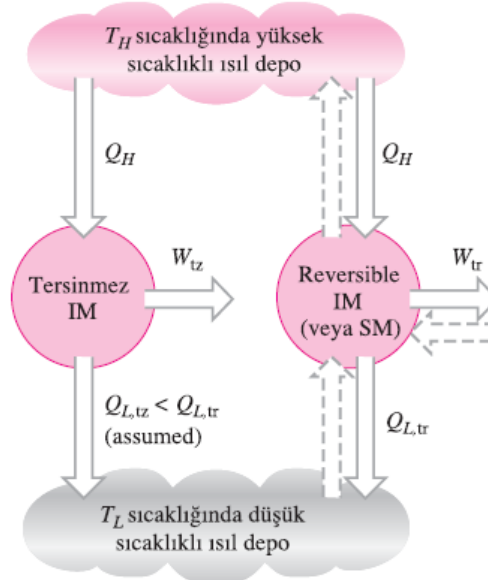 T_H sıcaklığında yüksek
sıcaklıklı ısıl depo
Q_H
Q_H
Tersinmez
IM
W_tz
Reversible
IM
(veya SM)
W_tr
Q_L,tz < Q_L,tr
(assumed)
Q_L,tr
T_L sıcaklığında düşük
sıcaklıklı ısıl depo